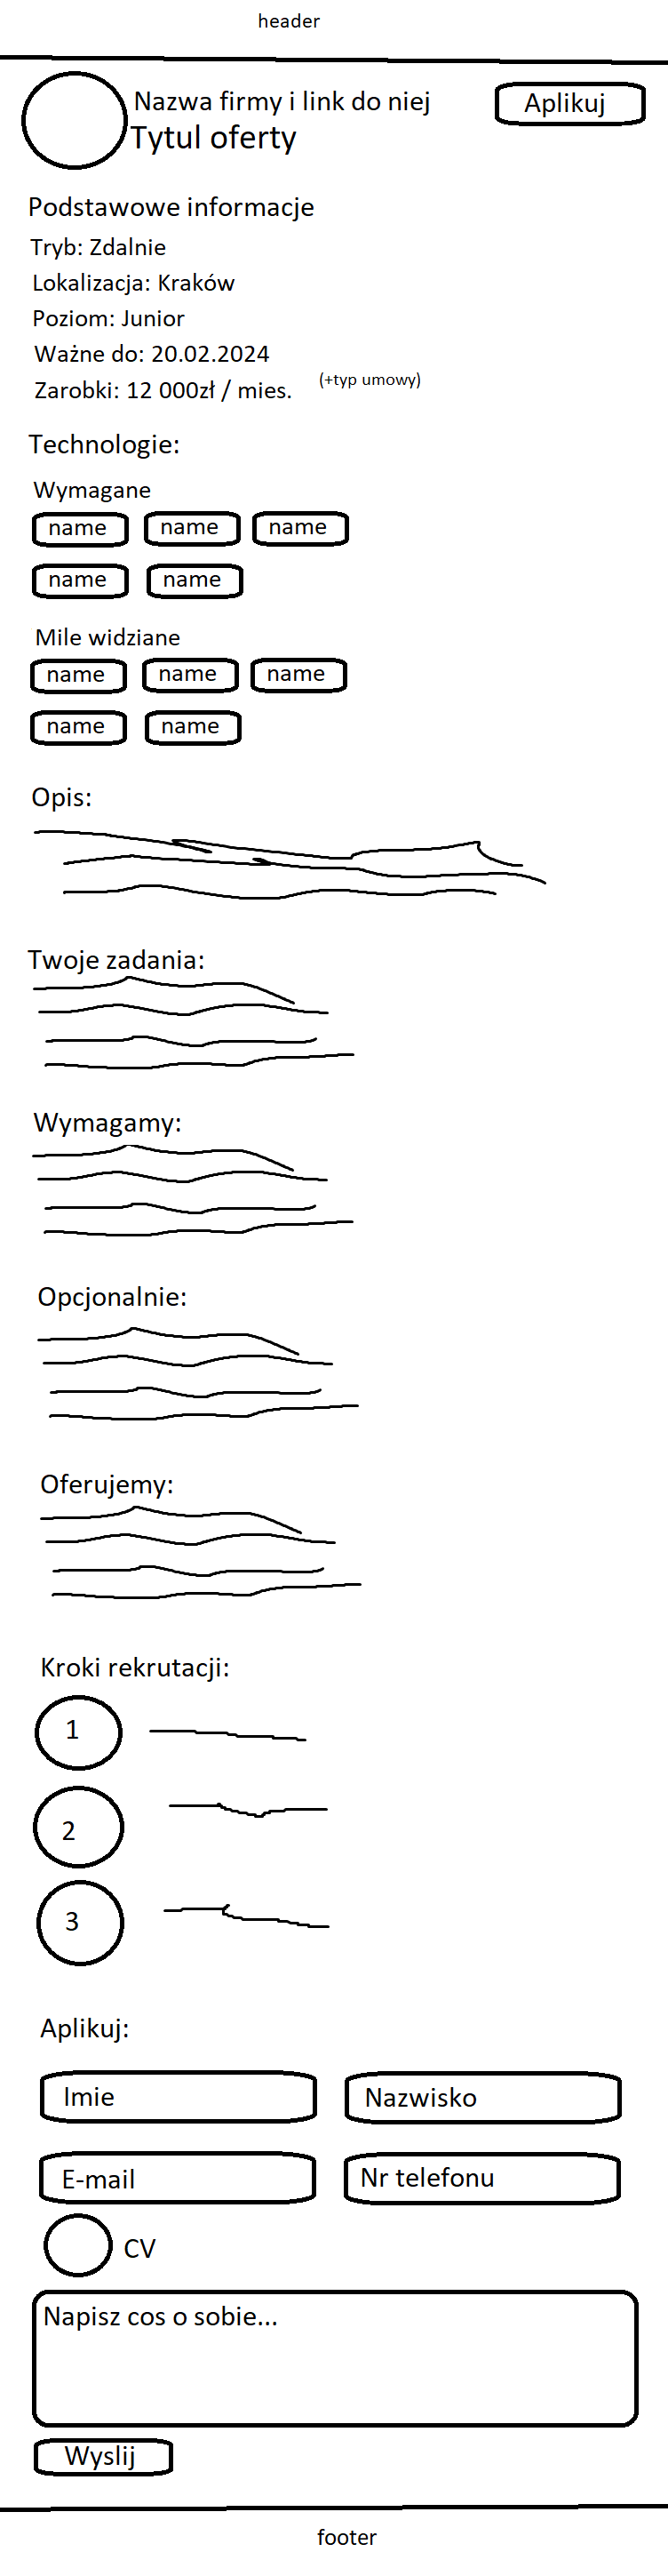 header
Nazwa firmy i link do niej
Aplikuj
Tytul oferty
Podstawowe informacje
Tryb: Zdalnie
Lokalizacja: Kraków
Poziom: Junior
Ważne do: 20.02.2024
Zarobki: 12 000zł / mies. (+typ umowy)
Technologie:
Wymagane
name name name
name name
Mile widziane
name name name
name name
Opis:
Twoje zadania:
Wymagamy:
Opcjonalnie:
Oferujemy:
Kroki rekrutacji:
1
2
3
Aplikuj:
Imie Nazwisko
E-mail Nr telefonu
CV
Napisz cos o sobie...
Wyslij
footer